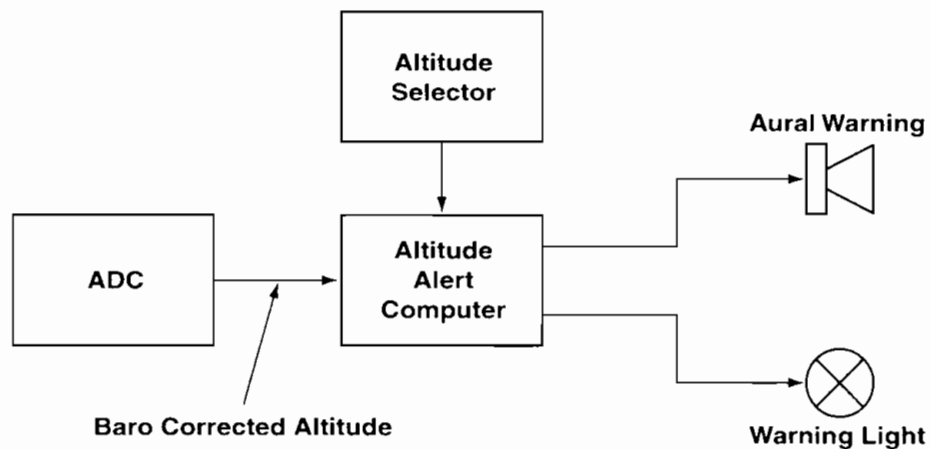 Altitude
Selector
Aural Warning
ADC
Altitude
Alert
Computer
Baro Corrected Altitude
Warning Light